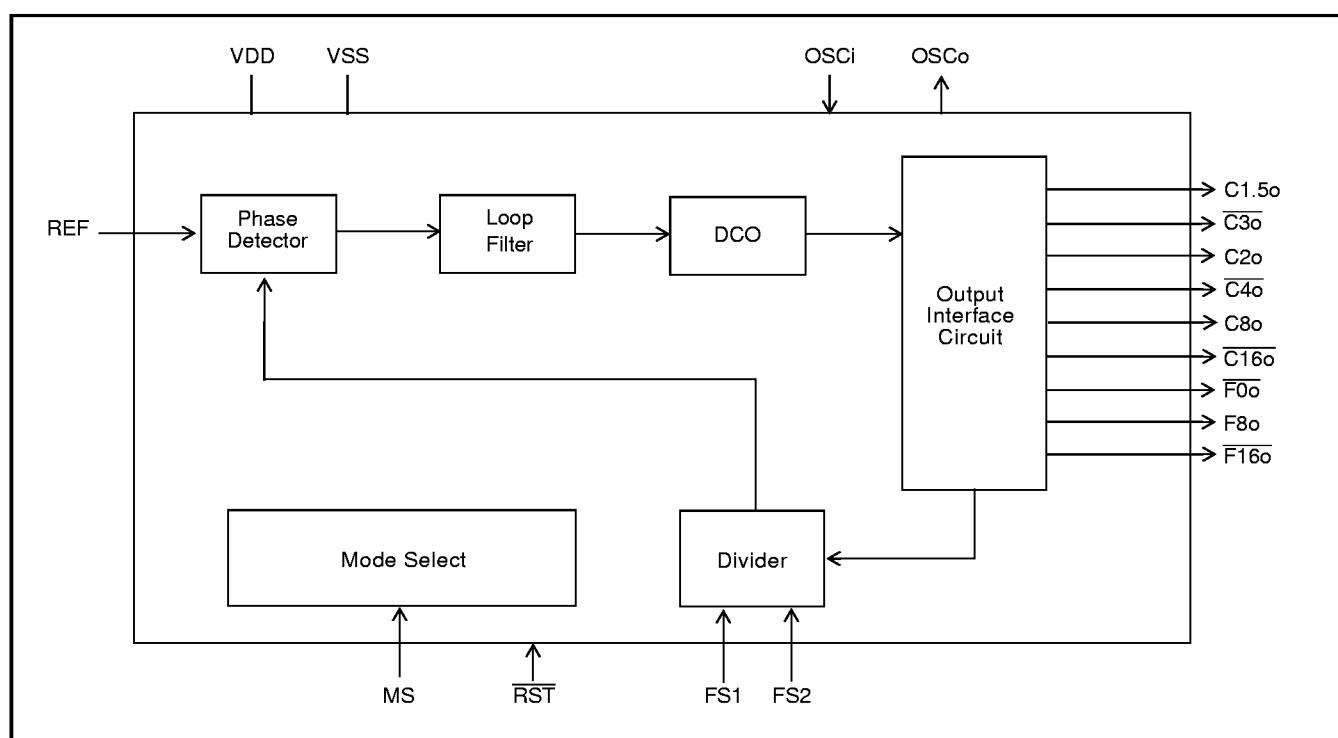 VDD
VSS
OSCi
OSCo
REF
Phase
Detector
Loop
Filter
DCO
Output
Interface
Circuit
C1.5o
C3o
C2o
C4o
C8o
C16o
F0o
F8o
F16o
Mode Select
Divider
MS
RST
FS1
FS2